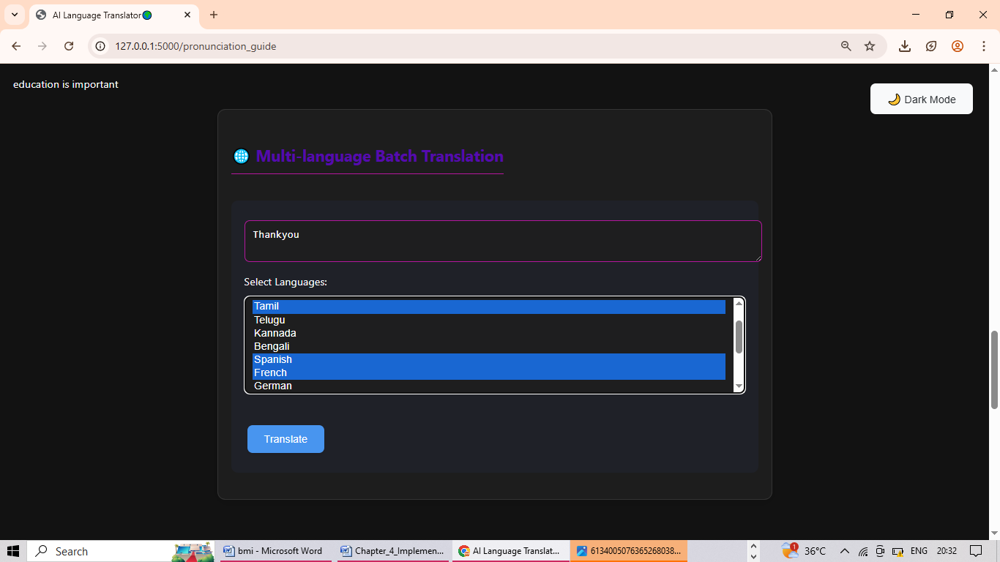 AI Language Translator
127.0.0.1:5000/pronunciation_guide
education is important
🌙 Dark Mode
🌐 Multi-language Batch Translation
Thankyou
Select Languages:
Tamil
Telugu
Kannada
Bengali
Spanish
French
German
Translate
Search
bmi - Microsoft Word
Chapter_4_Implemen...
AI Language Translat...
6134005076365268038...
1
36°C
ENG
20:32